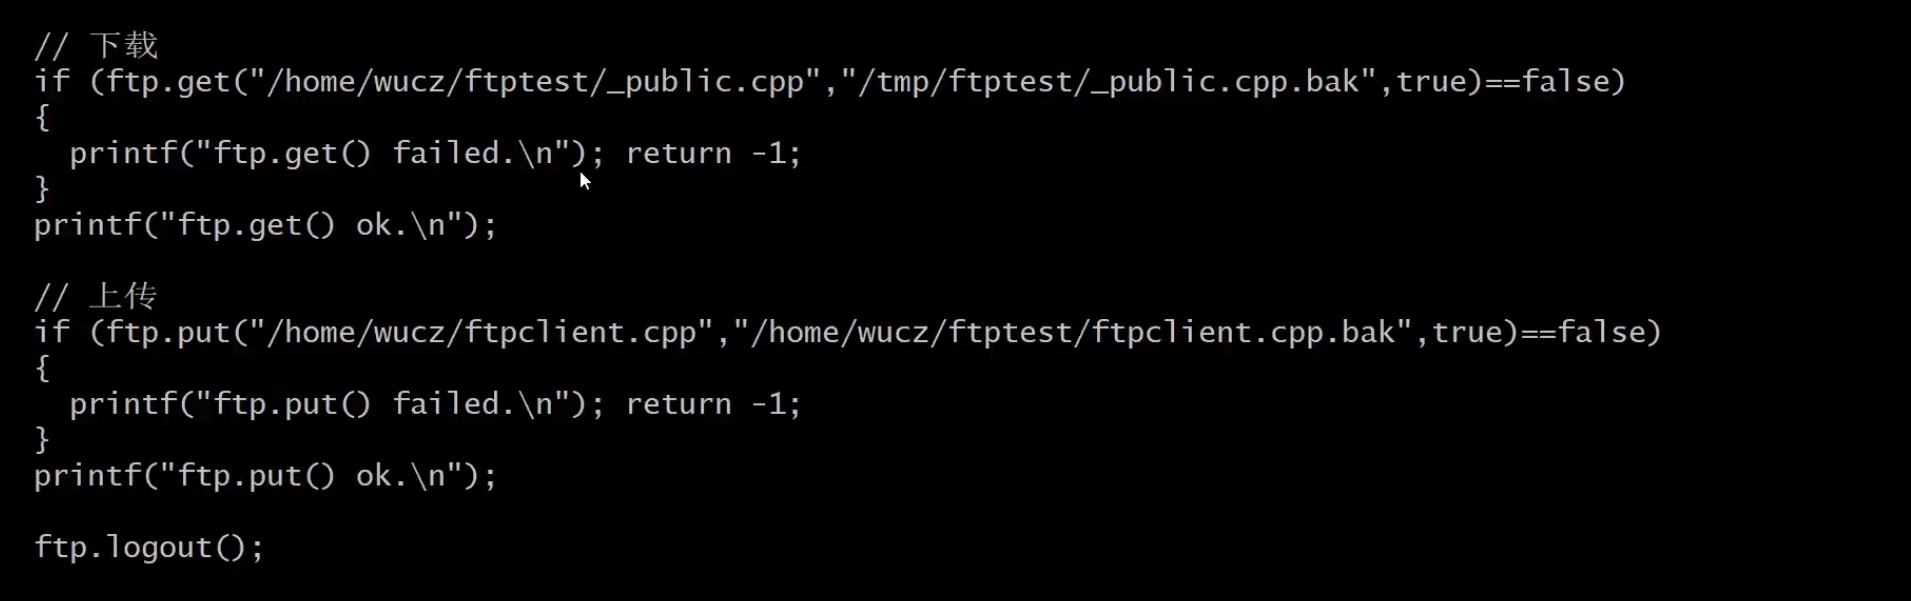 // 下载
if (ftp.get("/home/wucz/ftptest/_public.cpp","/tmp/ftptest/_public.cpp.bak",true)==false)
{
  printf("ftp.get() failed.\n"); return -1;
}
printf("ftp.get() ok.\n");

// 上传
if (ftp.put("/home/wucz/ftpclient.cpp","/home/wucz/ftptest/ftpclient.cpp.bak",true)==false)
{
  printf("ftp.put() failed.\n"); return -1;
}
printf("ftp.put() ok.\n");

ftp.logout();